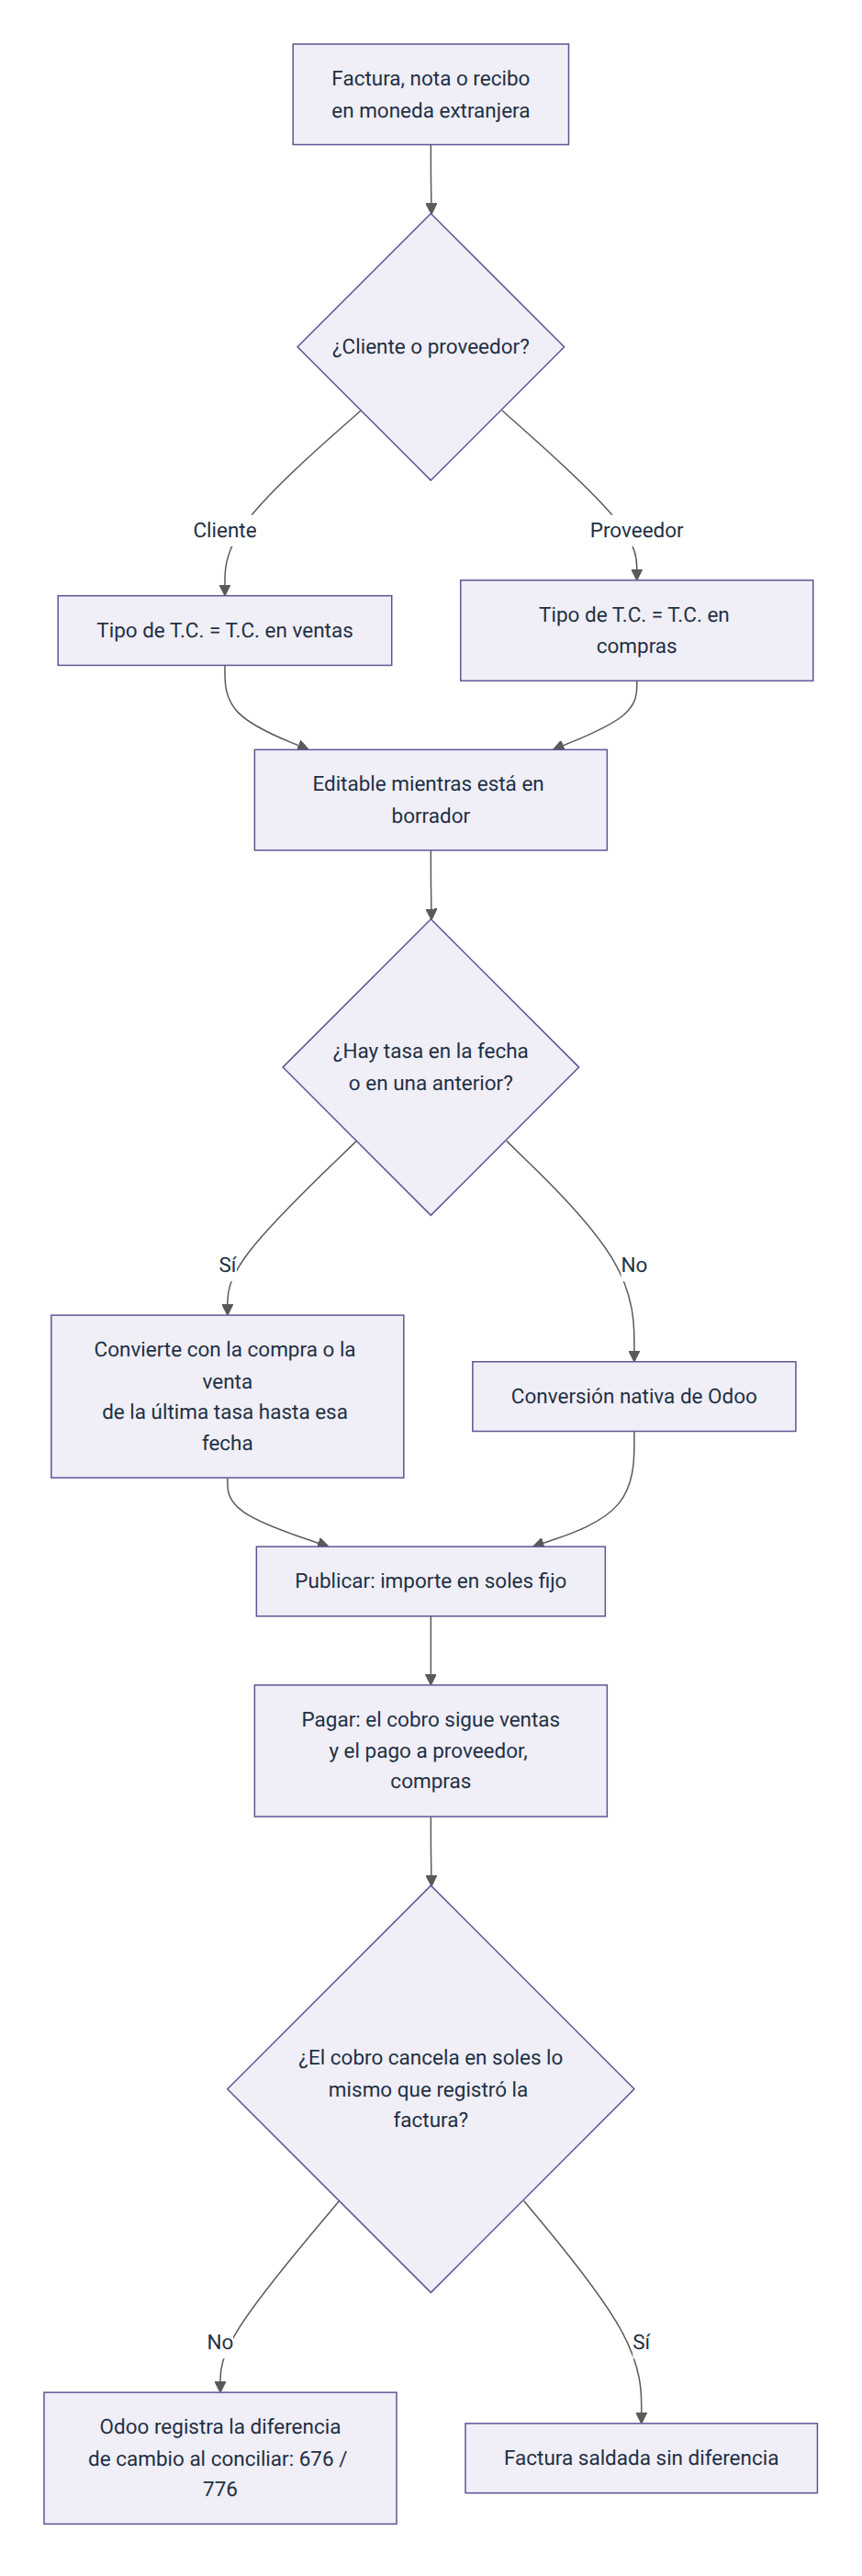 Factura, nota o recibo
en moneda extranjera
¿Cliente o proveedor?
Cliente
Proveedor
Tipo de T.C. = T.C. en ventas
Tipo de T.C. = T.C. en
compras
Editable mientras está en
borrador
¿Hay tasa en la fecha
o en una anterior?
Sí
No
Convierte con la compra o la
venta
de la última tasa hasta esa
fecha
Conversión nativa de Odoo
Publicar: importe en soles fijo
Pagar: el cobro sigue ventas
y el pago a proveedor,
compras
¿El cobro cancela en soles lo
mismo que registró la
factura?
No
Sí
Odoo registra la diferencia
de cambio al conciliar: 676 /
776
Factura saldada sin diferencia